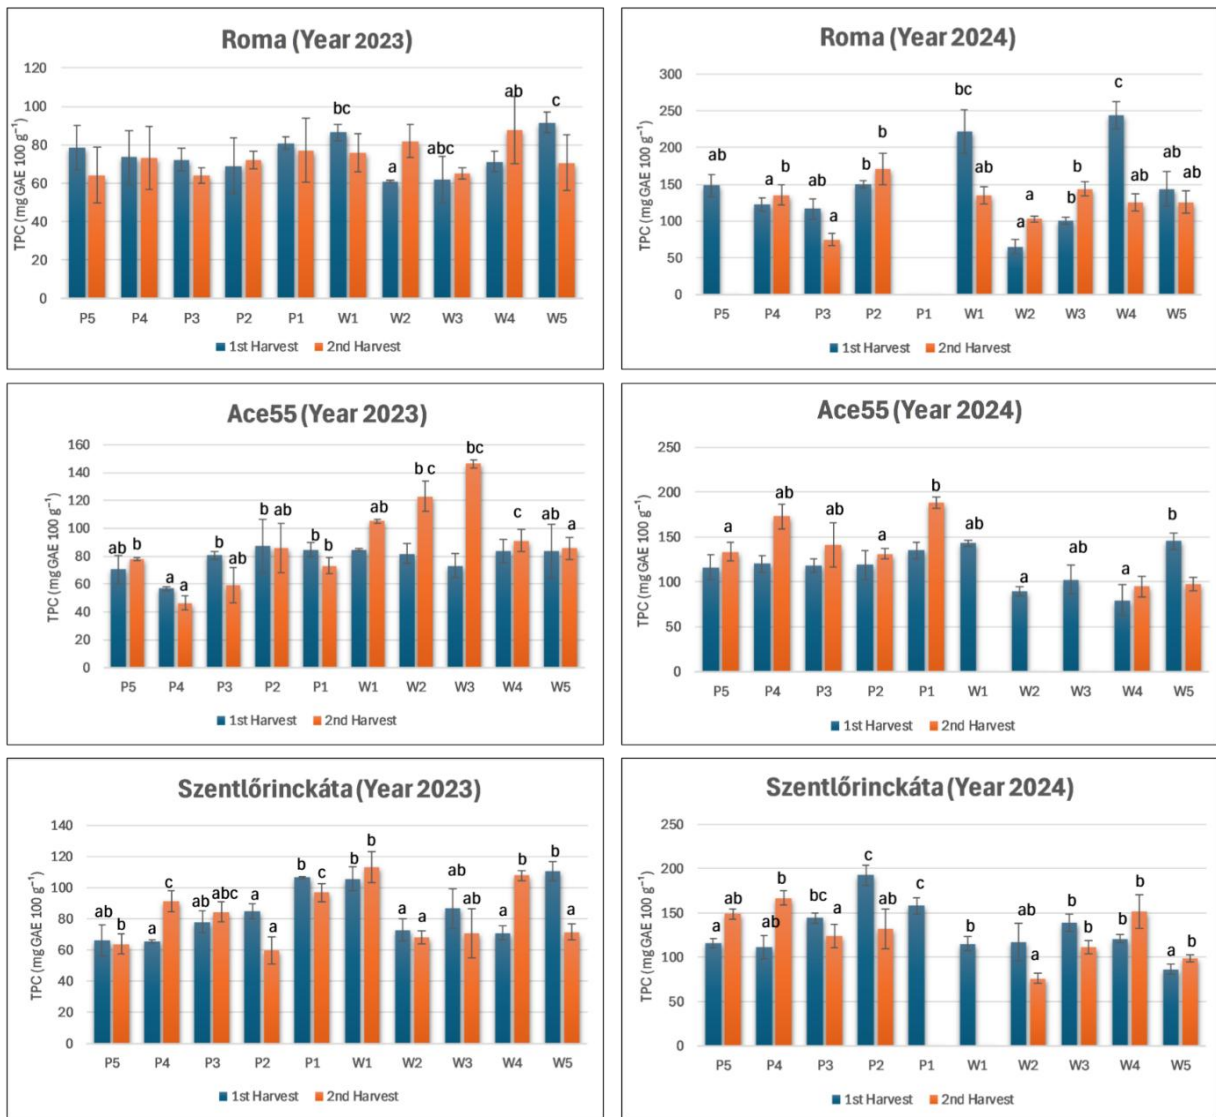 Roma (Year 2023)
TPC (mg GAE 100 g⁻¹)
120
100
80
60
40
20
0
bc
a
abc
ab
c
P5 P4 P3 P2 P1 W1 W2 W3 W4 W5
1st Harvest 2nd Harvest
Roma (Year 2024)
TPC (mg GAE 100 g⁻¹)
300
250
200
150
100
50
0
ab
a b
ab a
b b
bc ab
a a
b b
c ab
ab ab
P5 P4 P3 P2 P1 W1 W2 W3 W4 W5
1st Harvest 2nd Harvest
Ace55 (Year 2023)
TPC (mg GAE 100 g⁻¹)
160
140
120
100
80
60
40
20
0
ab b
a a
b ab
b ab
b b
ab
b c
bc
c
ab a
P5 P4 P3 P2 P1 W1 W2 W3 W4 W5
1st Harvest 2nd Harvest
Ace55 (Year 2024)
TPC (mg GAE 100 g⁻¹)
250
200
150
100
50
0
a
ab
ab
b
b
ab
a
ab
a
b
P5 P4 P3 P2 P1 W1 W2 W3 W4 W5
1st Harvest 2nd Harvest
Szentlőrinckáta (Year 2023)
TPC (mg GAE 100 g⁻¹)
140
120
100
80
60
40
20
0
ab b
a c
ab abc
a a
b c
b b
a a
ab ab
a b
b a
P5 P4 P3 P2 P1 W1 W2 W3 W4 W5
1st Harvest 2nd Harvest
Szentlőrinckáta (Year 2024)
TPC (mg GAE 100 g⁻¹)
250
200
150
100
50
0
a ab
ab b
bc a
c ab
c
b
ab a
b b
b b
a b
P5 P4 P3 P2 P1 W1 W2 W3 W4 W5
1st Harvest 2nd Harvest